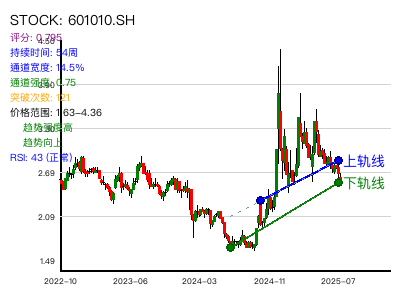 STOCK: 601010.SH
评分: 0.795
持续时间: 54周
通道宽度: 14.5%
通道强度: 0.75
突破次数: 121
价格范围: 1.63-4.36
趋势强度高
趋势向上
RSI: 43 (正常)
2.69
2.09
1.49
上轨线
下轨线
2022-10
2023-06
2024-03
2024-11
2025-07